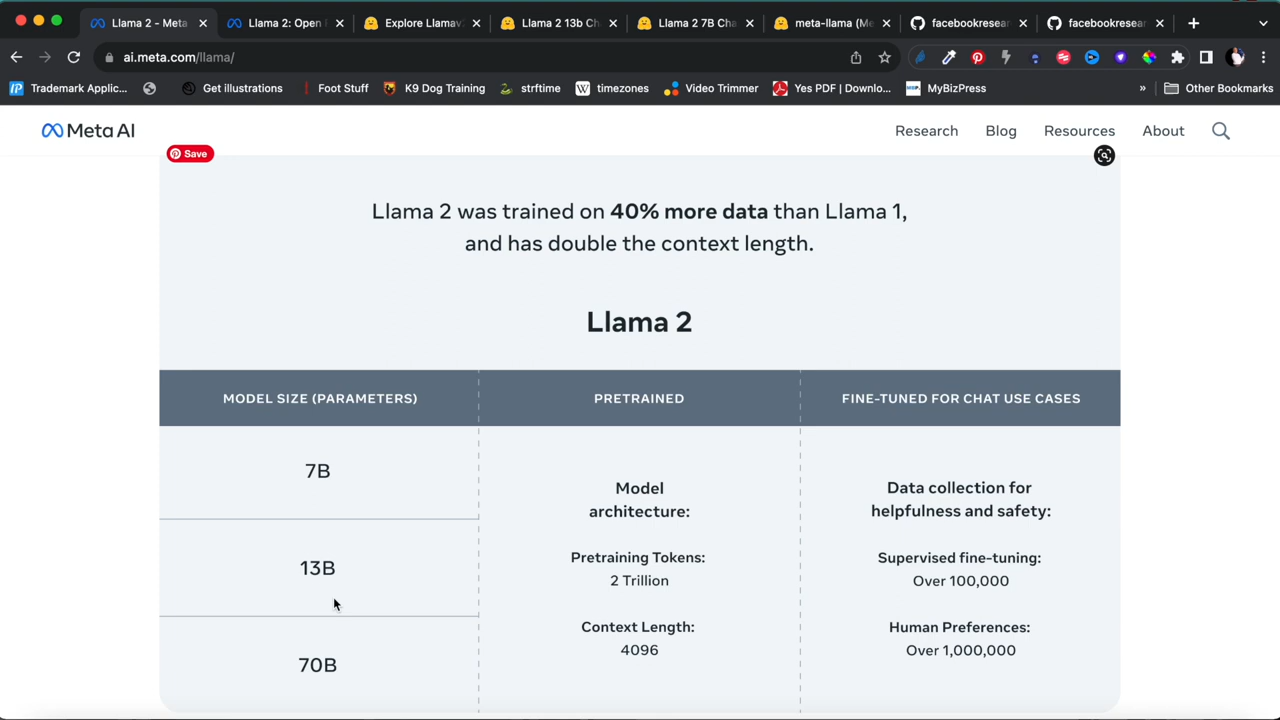 Llama 2 - Meta
Llama 2: Open
Explore Llamav
Llama 2 13b Ch
Llama 2 7B Cha
meta-llama (Me
facebookresear
facebookresear
ai.meta.com/llama/
Trademark Applic...
Get illustrations
Foot Stuff
K9 Dog Training
strftime
W timezones
Video Trimmer
Yes PDF | Downlo...
MyBizPress
»
Other Bookmarks
Meta AI
Research
Blog
Resources
About
Save
Llama 2 was trained on 40% more data than Llama 1,
and has double the context length.
Llama 2
MODEL SIZE (PARAMETERS)
PRETRAINED
FINE-TUNED FOR CHAT USE CASES
7B
13B
70B
Model
architecture:
Pretraining Tokens:
2 Trillion
Context Length:
4096
Data collection for
helpfulness and safety:
Supervised fine-tuning:
Over 100,000
Human Preferences:
Over 1,000,000